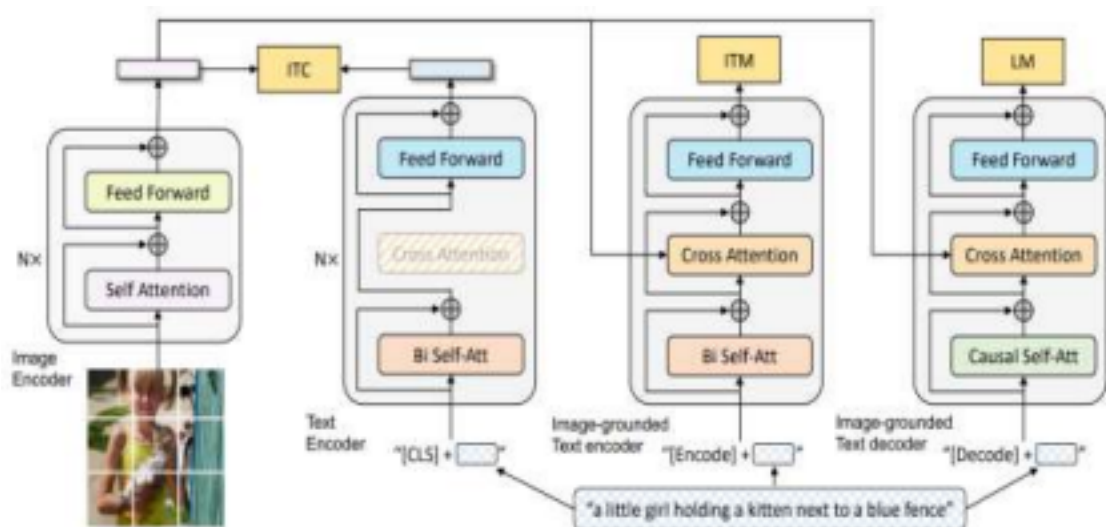 ITC
ITM
LM
Feed Forward
Self Attention
N×
Image
Encoder
Feed Forward
Cross Attention
Bi Self-Att
N×
Text
Encoder
"[CLS] + "
Feed Forward
Cross Attention
Bi Self-Att
Image-grounded
Text encoder
"[Encode] + "
Feed Forward
Cross Attention
Causal Self-Att
Image-grounded
Text decoder
"[Decode] + "
"a little girl holding a kitten next to a blue fence"